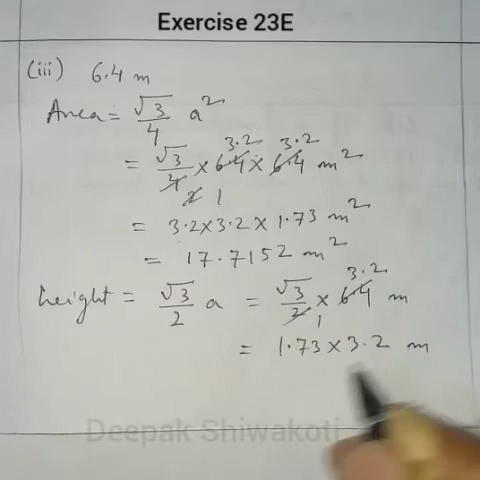 Exercise 23E
(iii) 6.4 m
Area = √3/4 a²
= √3/4 × 6.4 × 6.4 m² 3.2 3.2 2 1
= 3.2 × 3.2 × 1.73 m²
= 17.7152 m²
height = √3/2 a = √3/2 × 6.4 m 3.2 1
= 1.73 × 3.2 m
Deepak Shiwakoti